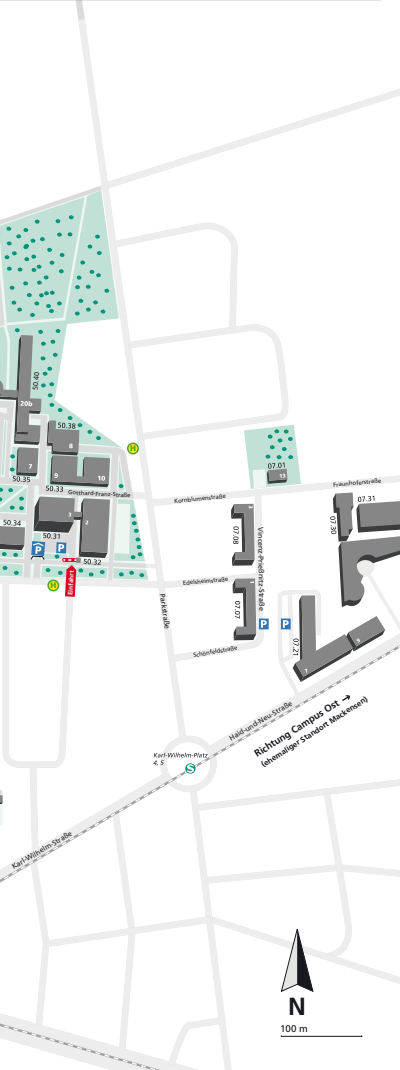 50.40
20b
50.38
8
H
7
9
10
50.35
50.33
Gotthard-Franz-Straße
07.01
13
Fraunhoferstraße
Kornblumenstraße
07.31
07.30
3
2
50.34
50.31
P
P
50.32
Einfahrt
H
3
07.08
Vincenz-Prießnitz-Straße
Edelsheimstraße
1
07.07
Parkstraße
P
P
Schönfeldstraße
07.21
7
9
Haid-und-Neu-Straße
Richtung Campus Ost →
(ehemaliger Standort Mackensen)
Karl-Wilhelm-Platz
4, 5
S
Karl-Wilhelm-Straße
N
100 m